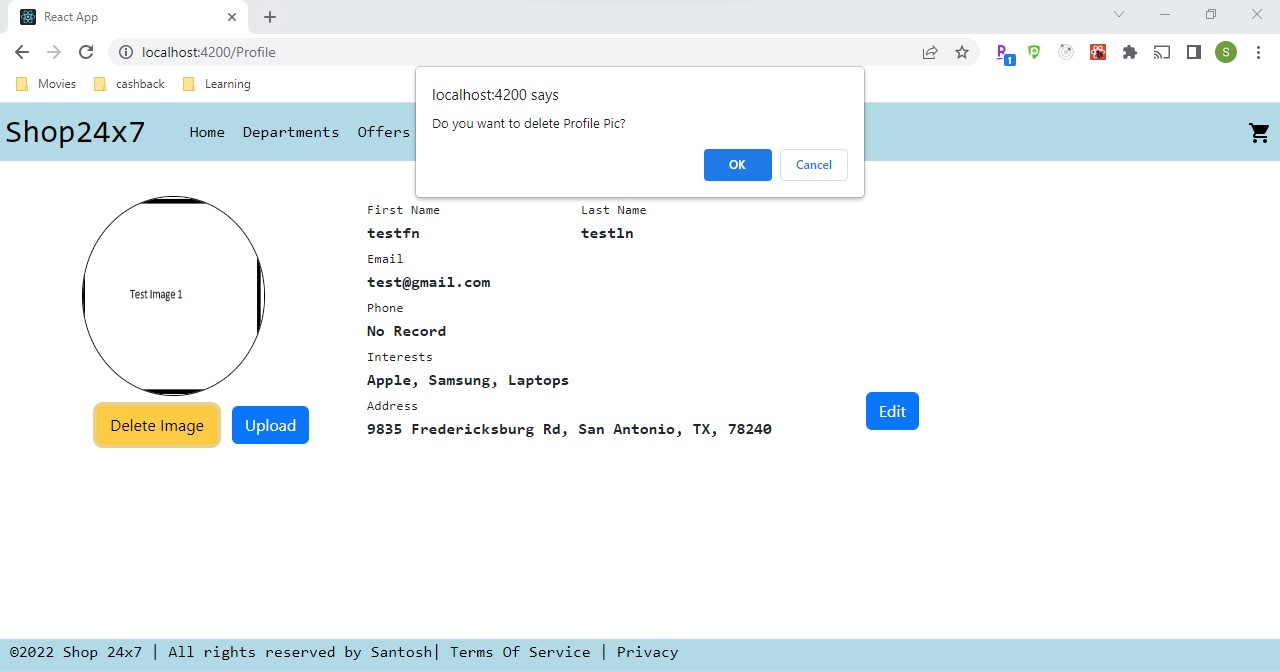 React App
localhost:4200/Profile
1
S
Movies cashback Learning
localhost:4200 says
Do you want to delete Profile Pic?
OK Cancel
Shop24x7 Home Departments Offers
First Name Last Name
testfn testln
Email
test@gmail.com
Phone
No Record
Interests
Apple, Samsung, Laptops
Address
9835 Fredericksburg Rd, San Antonio, TX, 78240
Test Image 1
Delete Image Upload
Edit
©2022 Shop 24x7 | All rights reserved by Santosh| Terms Of Service | Privacy